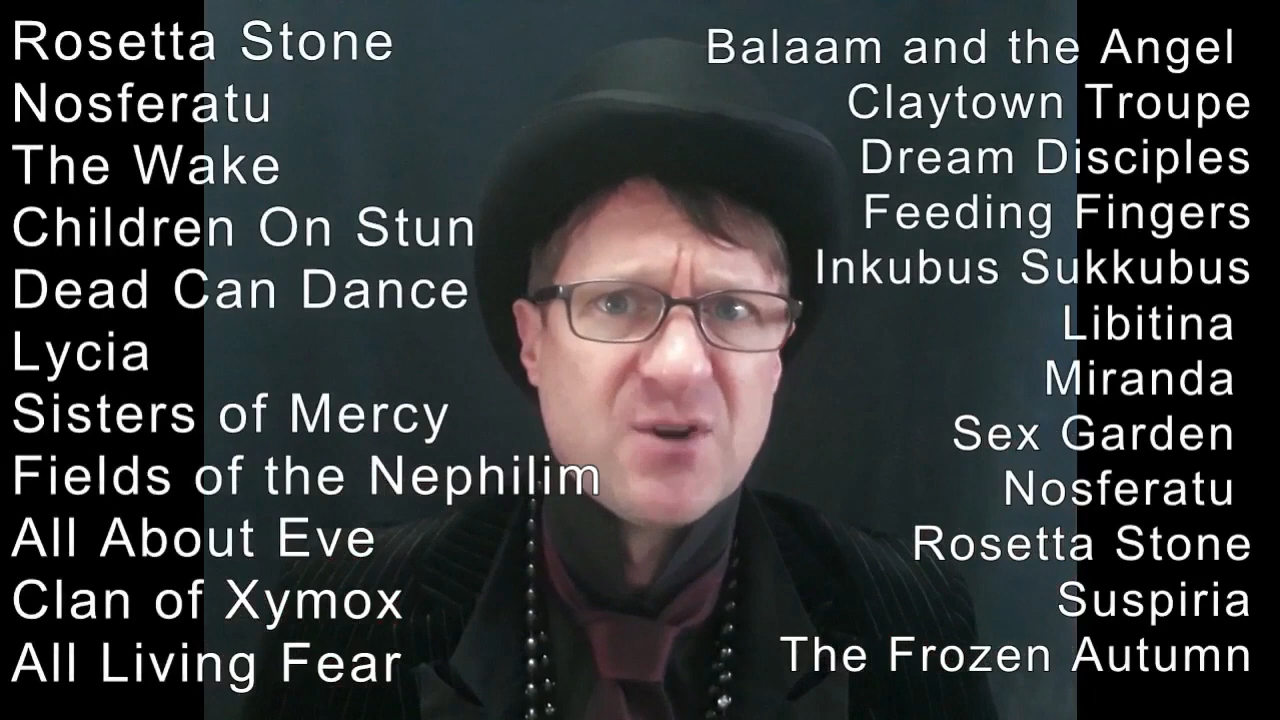 Rosetta Stone
Nosferatu
The Wake
Children On Stun
Dead Can Dance
Lycia
Sisters of Mercy
Fields of the Nephilim
All About Eve
Clan of Xymox
All Living Fear
Balaam and the Angel
Claytown Troupe
Dream Disciples
Feeding Fingers
Inkubus Sukkubus
Libitina
Miranda
Sex Garden
Nosferatu
Rosetta Stone
Suspiria
The Frozen Autumn